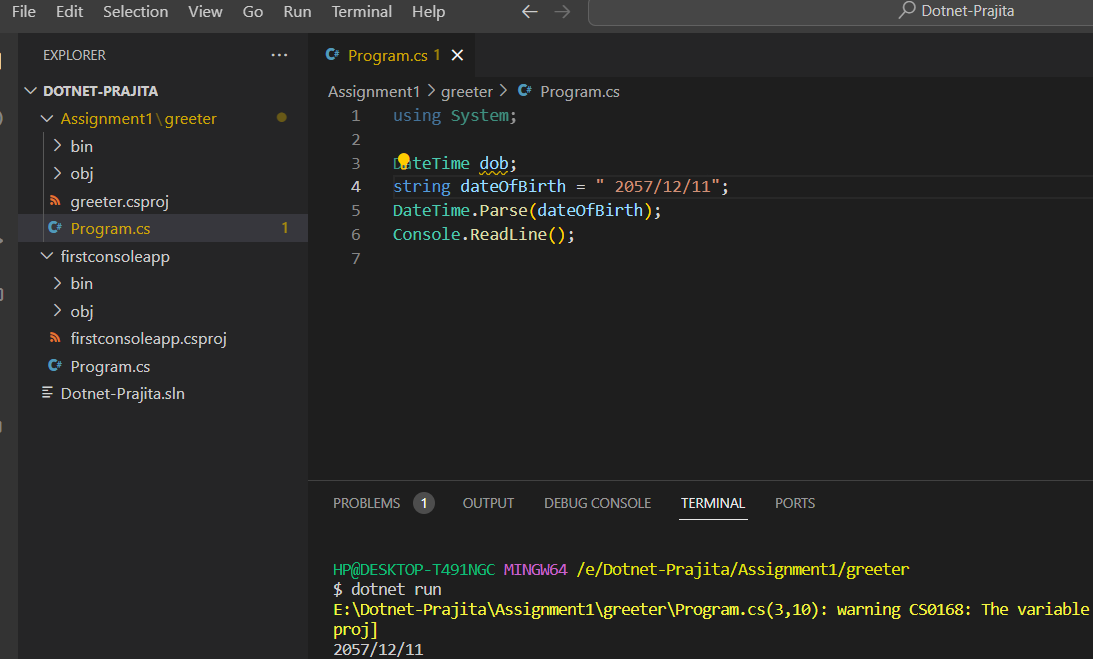 File Edit Selection View Go Run Terminal Help
Dotnet-Prajita
EXPLORER
DOTNET-PRAJITA
Assignment1\greeter
bin
obj
greeter.csproj
Program.cs 1
firstconsoleapp
bin
obj
firstconsoleapp.csproj
Program.cs
Dotnet-Prajita.sln
Program.cs 1
Assignment1 > greeter > Program.cs
1 using System;
2
3 DateTime dob;
4 string dateOfBirth = " 2057/12/11";
5 DateTime.Parse(dateOfBirth);
6 Console.ReadLine();
7
PROBLEMS 1 OUTPUT DEBUG CONSOLE TERMINAL PORTS
HP@DESKTOP-T491NGC MINGW64 /e/Dotnet-Prajita/Assignment1/greeter
$ dotnet run
E:\Dotnet-Prajita\Assignment1\greeter\Program.cs(3,10): warning CS0168: The variable
proj]
2057/12/11